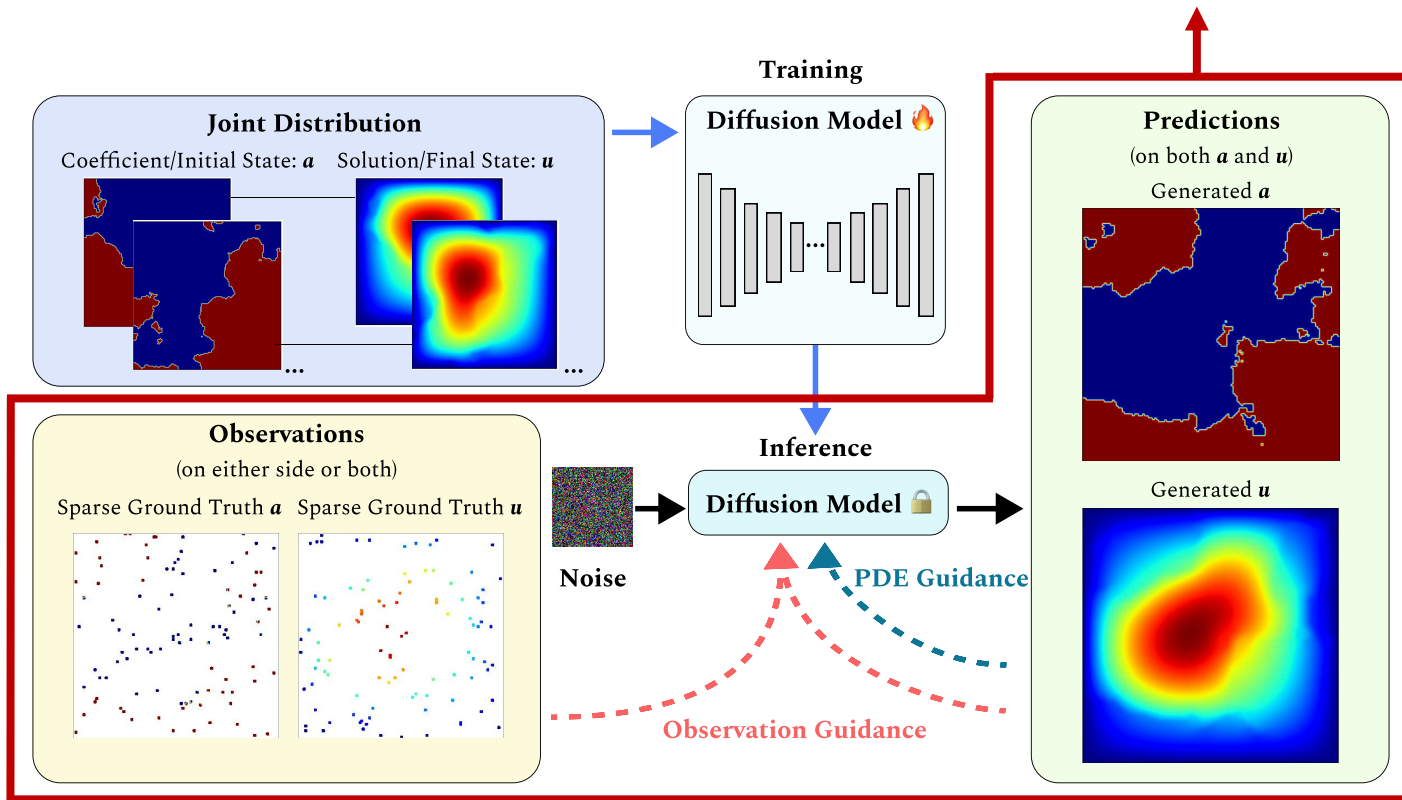 Training
Joint Distribution
Coefficient/Initial State: a
Solution/Final State: u
...
...
Diffusion Model 🔥
...
Predictions
(on both a and u)
Generated a
Generated u
Observations
(on either side or both)
Sparse Ground Truth a
Sparse Ground Truth u
Noise
Inference
Diffusion Model 🔒
PDE Guidance
Observation Guidance